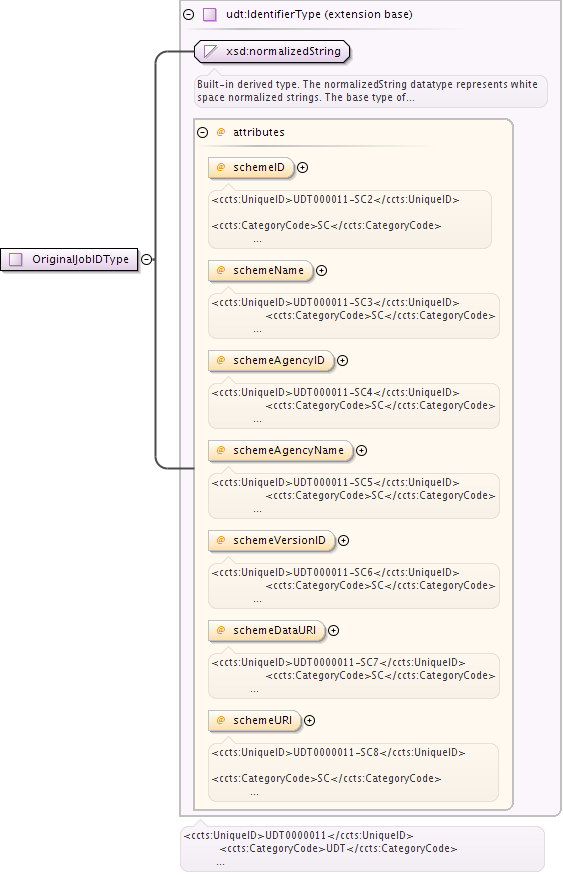 udt:IdentifierType (extension base)
xsd:normalizedString
Built-in derived type. The normalizedString datatype represents white
space normalized strings. The base type of...
@ attributes
@ schemeID
<ccts:UniqueID>UDT000011-SC2</ccts:UniqueID>
<ccts:CategoryCode>SC</ccts:CategoryCode>
...
OriginalJobIDType
@ schemeName
<ccts:UniqueID>UDT000011-SC3</ccts:UniqueID>
<ccts:CategoryCode>SC</ccts:CategoryCode>
...
@ schemeAgencyID
<ccts:UniqueID>UDT000011-SC4</ccts:UniqueID>
<ccts:CategoryCode>SC</ccts:CategoryCode>
...
@ schemeAgencyName
<ccts:UniqueID>UDT000011-SC5</ccts:UniqueID>
<ccts:CategoryCode>SC</ccts:CategoryCode>
...
@ schemeVersionID
<ccts:UniqueID>UDT000011-SC6</ccts:UniqueID>
<ccts:CategoryCode>SC</ccts:CategoryCode>
...
@ schemeDataURI
<ccts:UniqueID>UDT0000011-SC7</ccts:UniqueID>
<ccts:CategoryCode>SC</ccts:CategoryCode>
...
@ schemeURI
<ccts:UniqueID>UDT0000011-SC8</ccts:UniqueID>
<ccts:CategoryCode>SC</ccts:CategoryCode>
...
<ccts:UniqueID>UDT0000011</ccts:UniqueID>
<ccts:CategoryCode>UDT</ccts:CategoryCode>
...